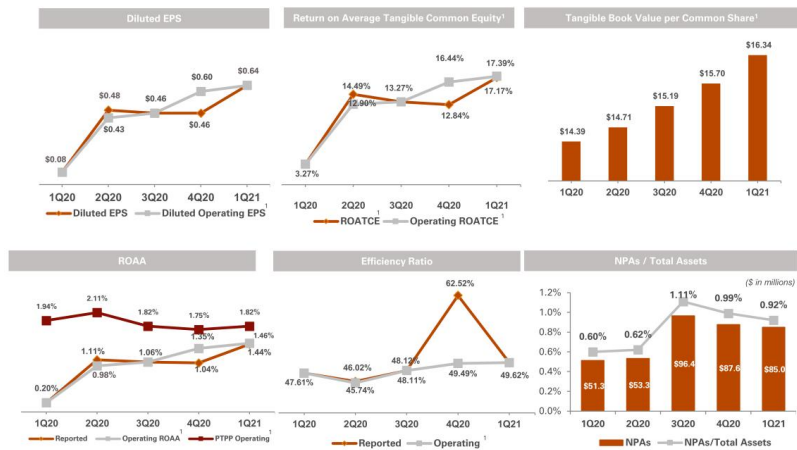 Diluted EPS
$0.60
$0.64
$0.48
$0.46
$0.43
$0.46
$0.08
1Q20 2Q20 3Q20 4Q20 1Q21
Diluted EPS Diluted Operating EPS 1
Return on Average Tangible Common Equity1
16.44% 17.39%
14.49% 13.27%
12.90%
17.17%
12.84%
3.27%
1Q20 2Q20 3Q20 4Q20 1Q21
ROATCE Operating ROATCE 1
Tangible Book Value per Common Share1
$16.34
$15.70
$15.19
$14.71
$14.39
1Q20 2Q20 3Q20 4Q20 1Q21
ROAA
2.11%
1.94%
1.82% 1.75% 1.82%
1.46%
1.35%
1.11% 1.06%
1.44%
0.98%
1.04%
0.20%
1Q20 2Q20 3Q20 4Q20 1Q21
Reported Operating ROAA 1 PTPP Operating 1
Efficiency Ratio
62.52%
46.02% 48.12%
47.61% 45.74% 48.11% 49.49% 49.62%
1Q20 2Q20 3Q20 4Q20 1Q21
Reported Operating 1
NPAs / Total Assets
($ in millions)
1.2%
1.0%
0.8%
0.6%
0.4%
0.2%
0.0%
1.11%
0.99%
0.92%
0.60% 0.62%
$51.3 $53.3 $96.4 $87.6 $85.0
1Q20 2Q20 3Q20 4Q20 1Q21
NPAs NPAs/Total Assets